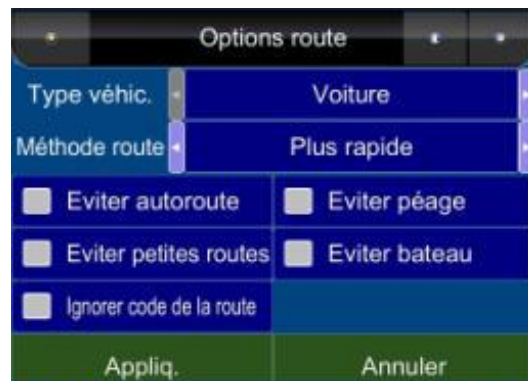 Options route
Type véhic. Voiture
Méthode route Plus rapide
Eviter autoroute Eviter péage
Eviter petites routes Eviter bateau
Ignorer code de la route
Appliq. Annuler